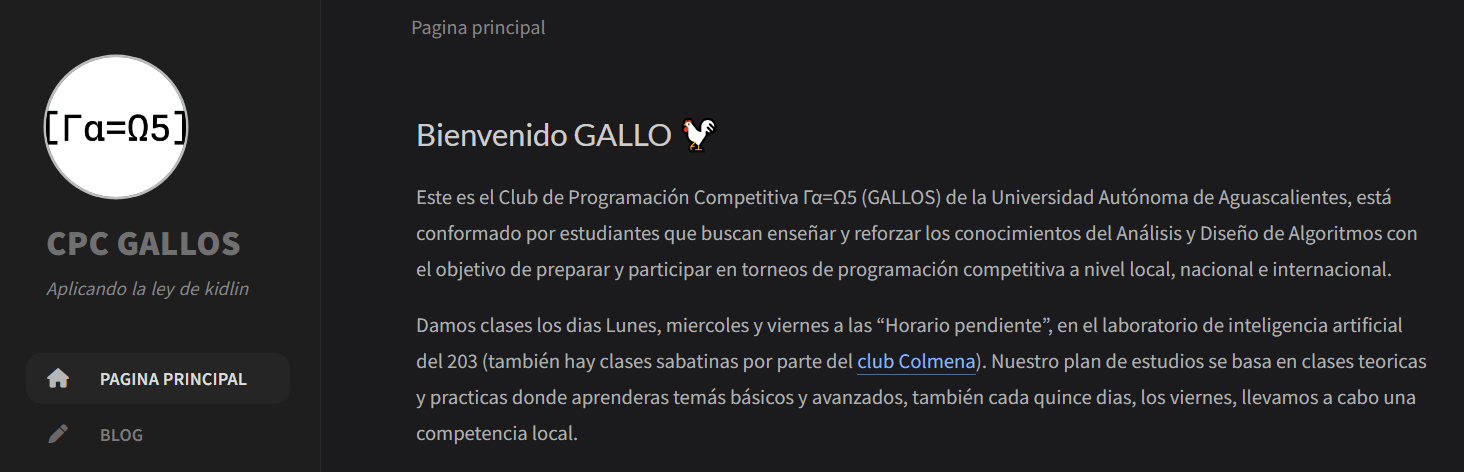 [Γα=Ω5]
CPC GALLOS
Aplicando la ley de kidlin
PAGINA PRINCIPAL
BLOG
Pagina principal
Bienvenido GALLO 🐓
Este es el Club de Programación Competitiva Γα=Ω5 (GALLOS) de la Universidad Autónoma de Aguascalientes, está
conformado por estudiantes que buscan enseñar y reforzar los conocimientos del Análisis y Diseño de Algoritmos con
el objetivo de preparar y participar en torneos de programación competitiva a nivel local, nacional e internacional.
Damos clases los dias Lunes, miercoles y viernes a las “Horario pendiente”, en el laboratorio de inteligencia artificial
del 203 (también hay clases sabatinas por parte del club Colmena). Nuestro plan de estudios se basa en clases teoricas
y practicas donde aprenderas temás básicos y avanzados, también cada quince dias, los viernes, llevamos a cabo una
competencia local.